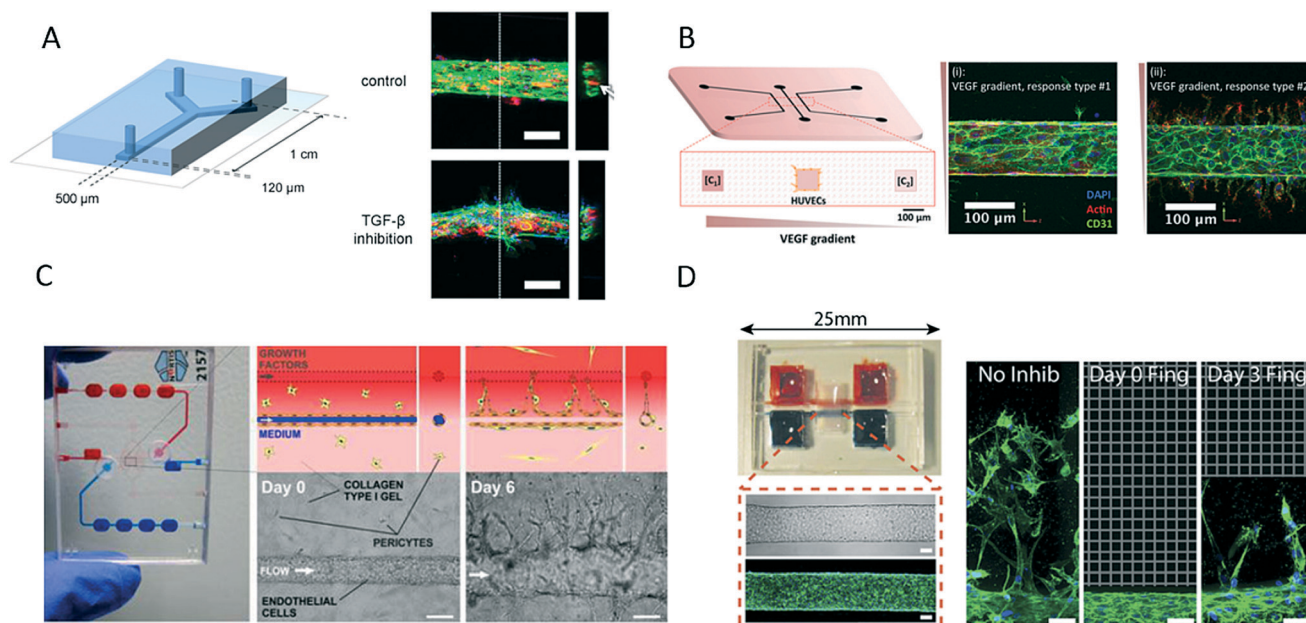 A
control
TGF-β
inhibition
1 cm
120 µm
500 µm
B
[C₁]
HUVECs
[C₂]
100 µm
VEGF gradient
(i):
VEGF gradient, response type #1
DAPI
Actin
CD31
100 µm
(ii):
VEGF gradient, response type #2
100 µm
C
2157
GROWTH
FACTORS
MEDIUM
Day 0
COLLAGEN
TYPE I GEL
PERICYTES
FLOW
ENDOTHELIAL
CELLS
Day 6
D
25mm
No Inhib
Day 0 Fing
Day 3 Fing